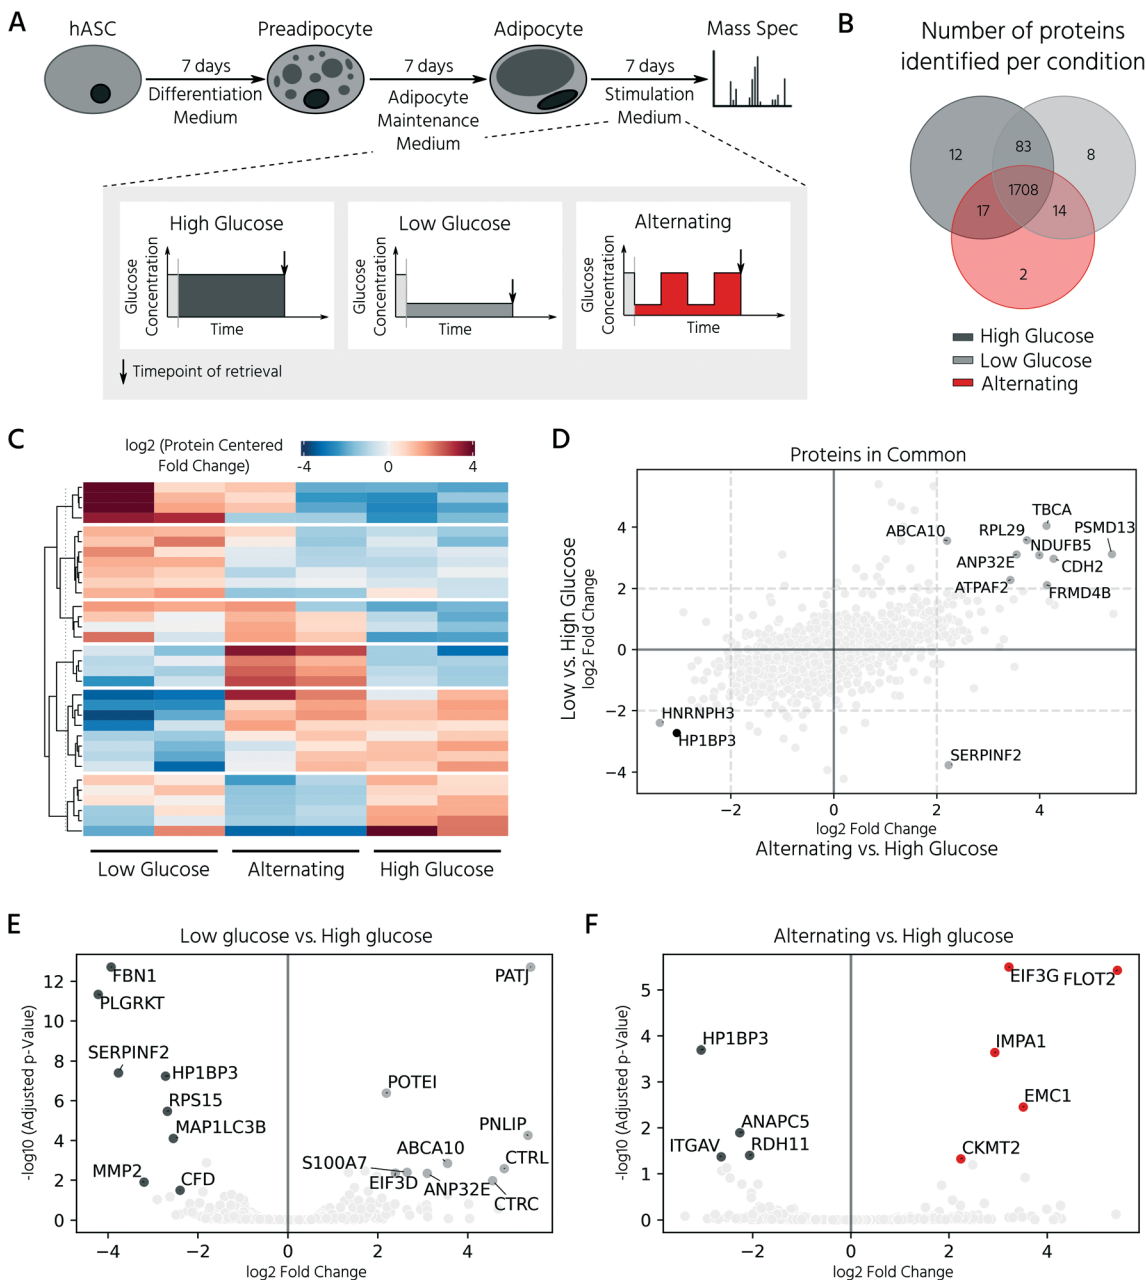 A
hASC
Preadipocyte
Adipocyte
Mass Spec
7 days
Differentiation
Medium
7 days
Adipocyte
Maintenance
Medium
7 days
Stimulation
Medium
High Glucose
Glucose
Concentration
Time
Low Glucose
Glucose
Concentration
Time
Alternating
Glucose
Concentration
Time
Timepoint of retrieval
B
Number of proteins
identified per condition
12
83
8
1708
17
14
2
High Glucose
Low Glucose
Alternating
C
log2 (Protein Centered
Fold Change)
-4
0
4
Low Glucose
Alternating
High Glucose
D
Proteins in Common
Low vs. High Glucose
log2 Fold Change
4
2
0
−2
−4
TBCA
ABCA10
RPL29
PSMD13
NDUFB5
ANP32E
CDH2
ATPAF2
FRMD4B
HNRNPH3
HP1BP3
SERPINF2
−2
0
2
4
log2 Fold Change
Alternating vs. High Glucose
E
Low glucose vs. High glucose
-log10 (Adjusted p-Value)
12
10
8
6
4
2
0
FBN1
PATJ
PLGRKT
SERPINF2
HP1BP3
POTEI
RPS15
MAP1LC3B
PNLIP
ABCA10
S100A7
CTRL
MMP2
CFD
EIF3D
ANP32E
CTRC
−4
−2
0
2
4
log2 Fold Change
F
Alternating vs. High glucose
-log10 (Adjusted p-Value)
5
4
3
2
1
0
EIF3G
FLOT2
HP1BP3
IMPA1
EMC1
ANAPC5
ITGAV
RDH11
CKMT2
−2
0
2
4
log2 Fold Change